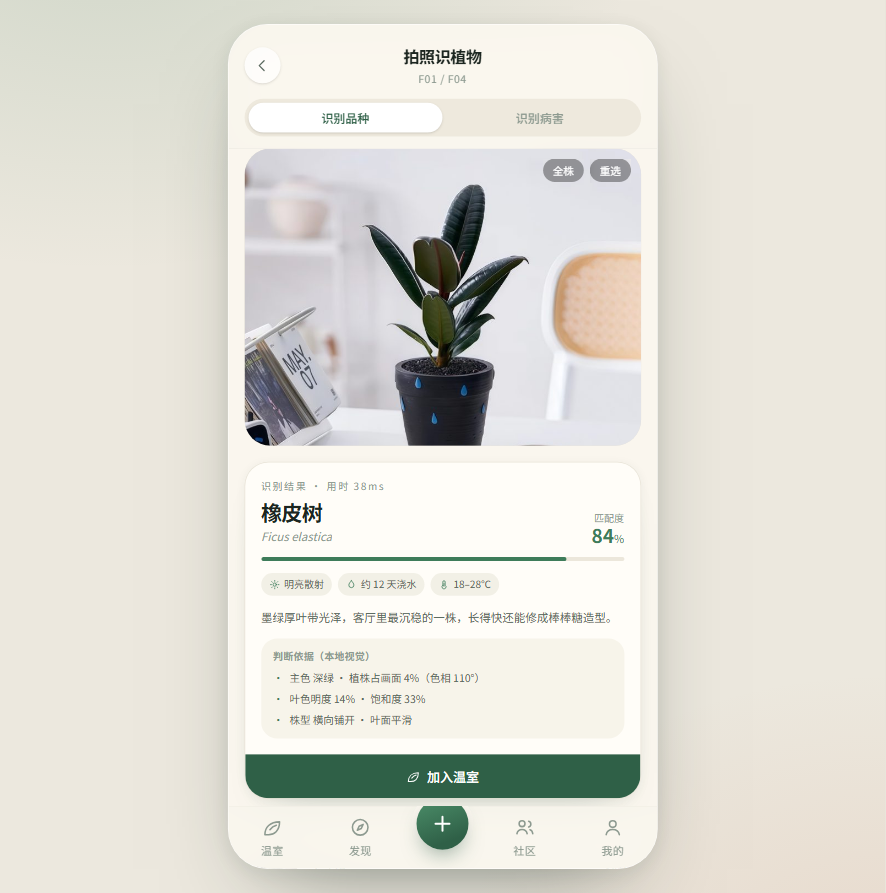 拍照识植物
F01 / F04
识别品种
识别病害
全株
重选
MAY.
07
识别结果 · 用时 38ms
橡皮树
Ficus elastica
匹配度
84%
明亮散射
约 12 天浇水
18–28℃
墨绿厚叶带光泽，客厅里最沉稳的一株，长得快还能修成棒棒糖造型。
判断依据（本地视觉）
· 主色 深绿 · 植株占画面 4%（色相 110°）
· 叶色明度 14% · 饱和度 33%
· 株型 横向铺开 · 叶面平滑
加入温室
温室
发现
社区
我的